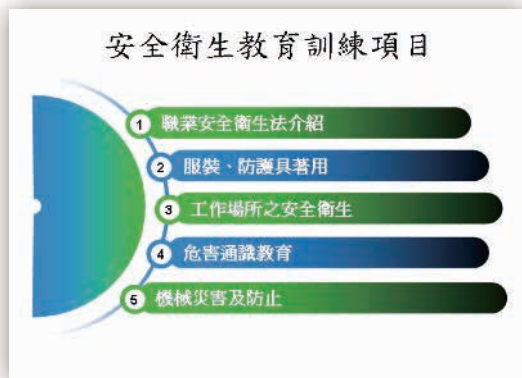 安全衛生教育訓練項目
1 職業安全衛生法介紹
2 服裝、防護具著用
3 工作場所之安全衛生
4 危害通識教育
5 機械災害及防止